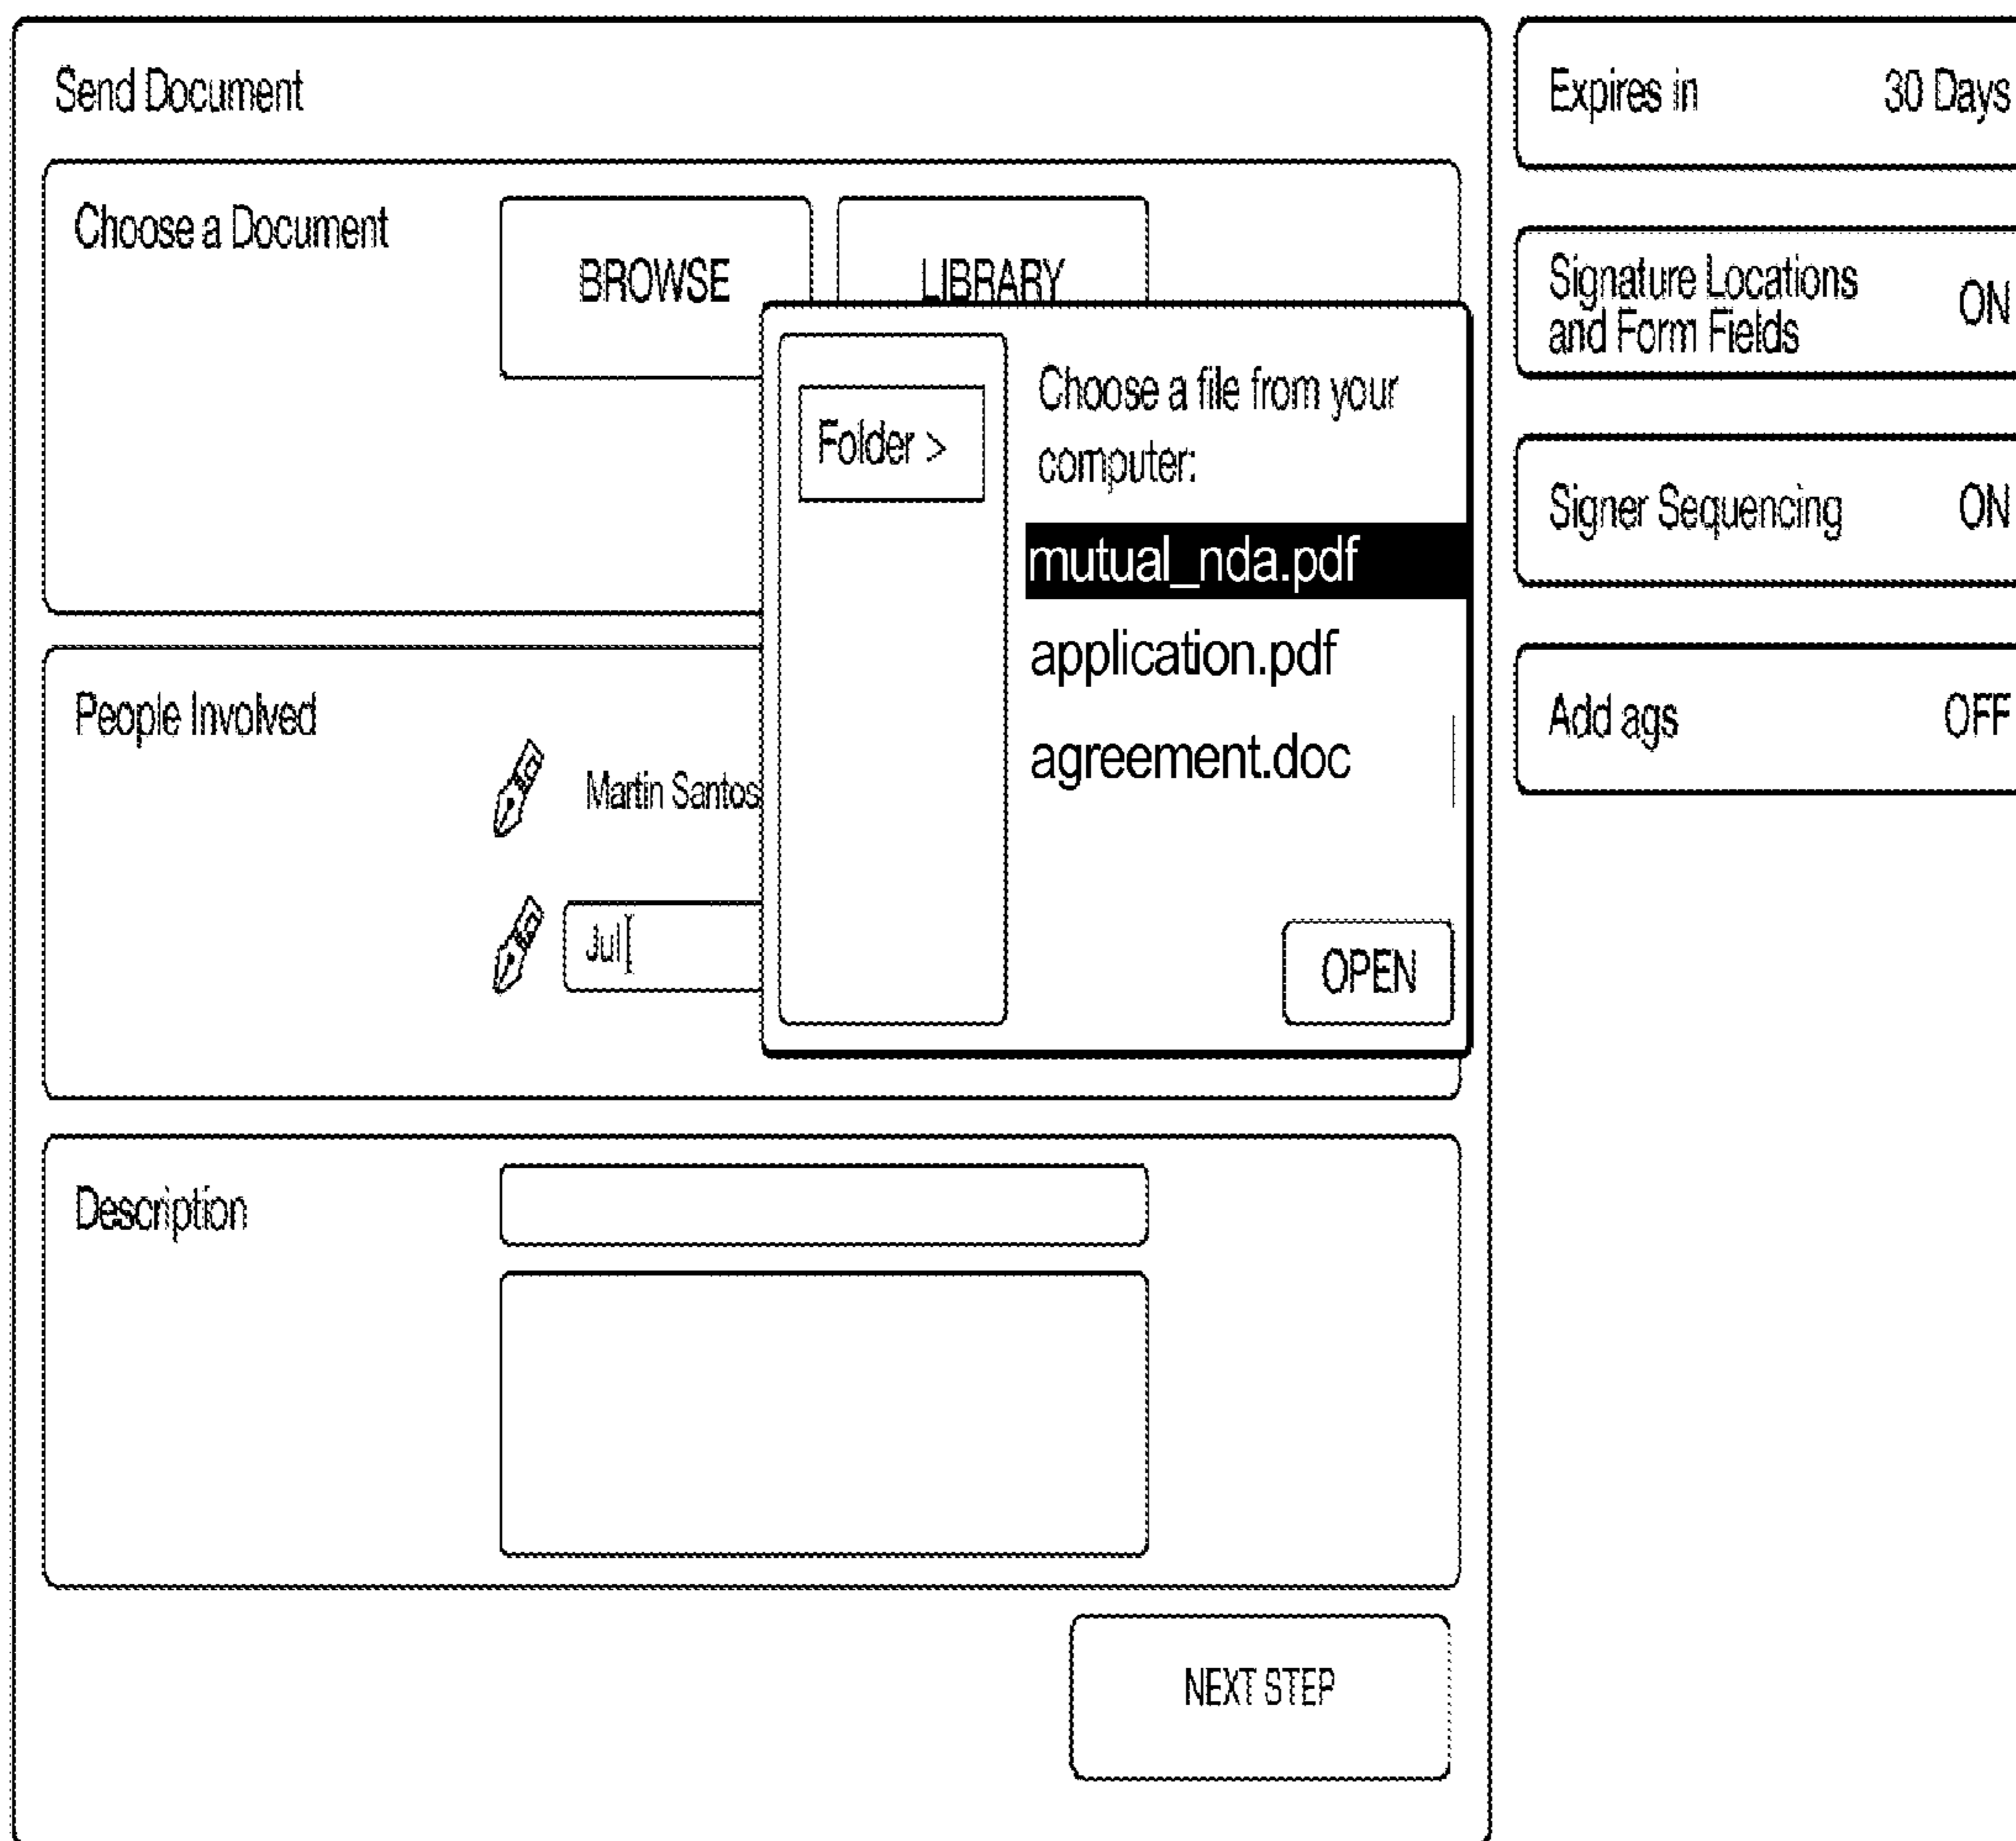 Send Document
Choose a Document
BROWSE
LIBRARY
Folder >
Choose a file from your
computer:
mutual_nda.pdf
application.pdf
agreement.doc
OPEN
People Involved
Martin Santos
Jul
Description
NEXT STEP
Expires in 30 Days
Signature Locations
and Form Fields ON
Signer Sequencing ON
Add ags OFF